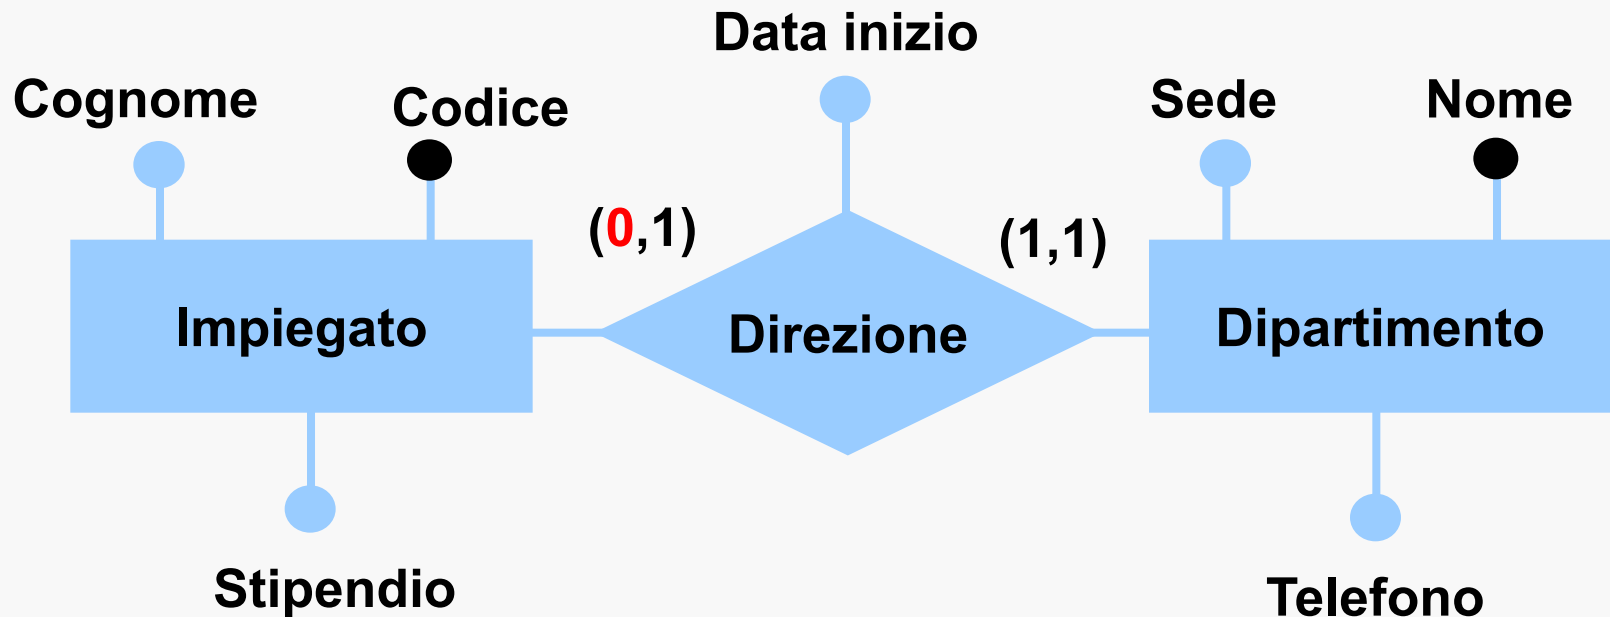 Data inizio
Cognome
Codice
Sede
Nome
(0,1)
(1,1)
Impiegato
Direzione
Dipartimento
Stipendio
Telefono